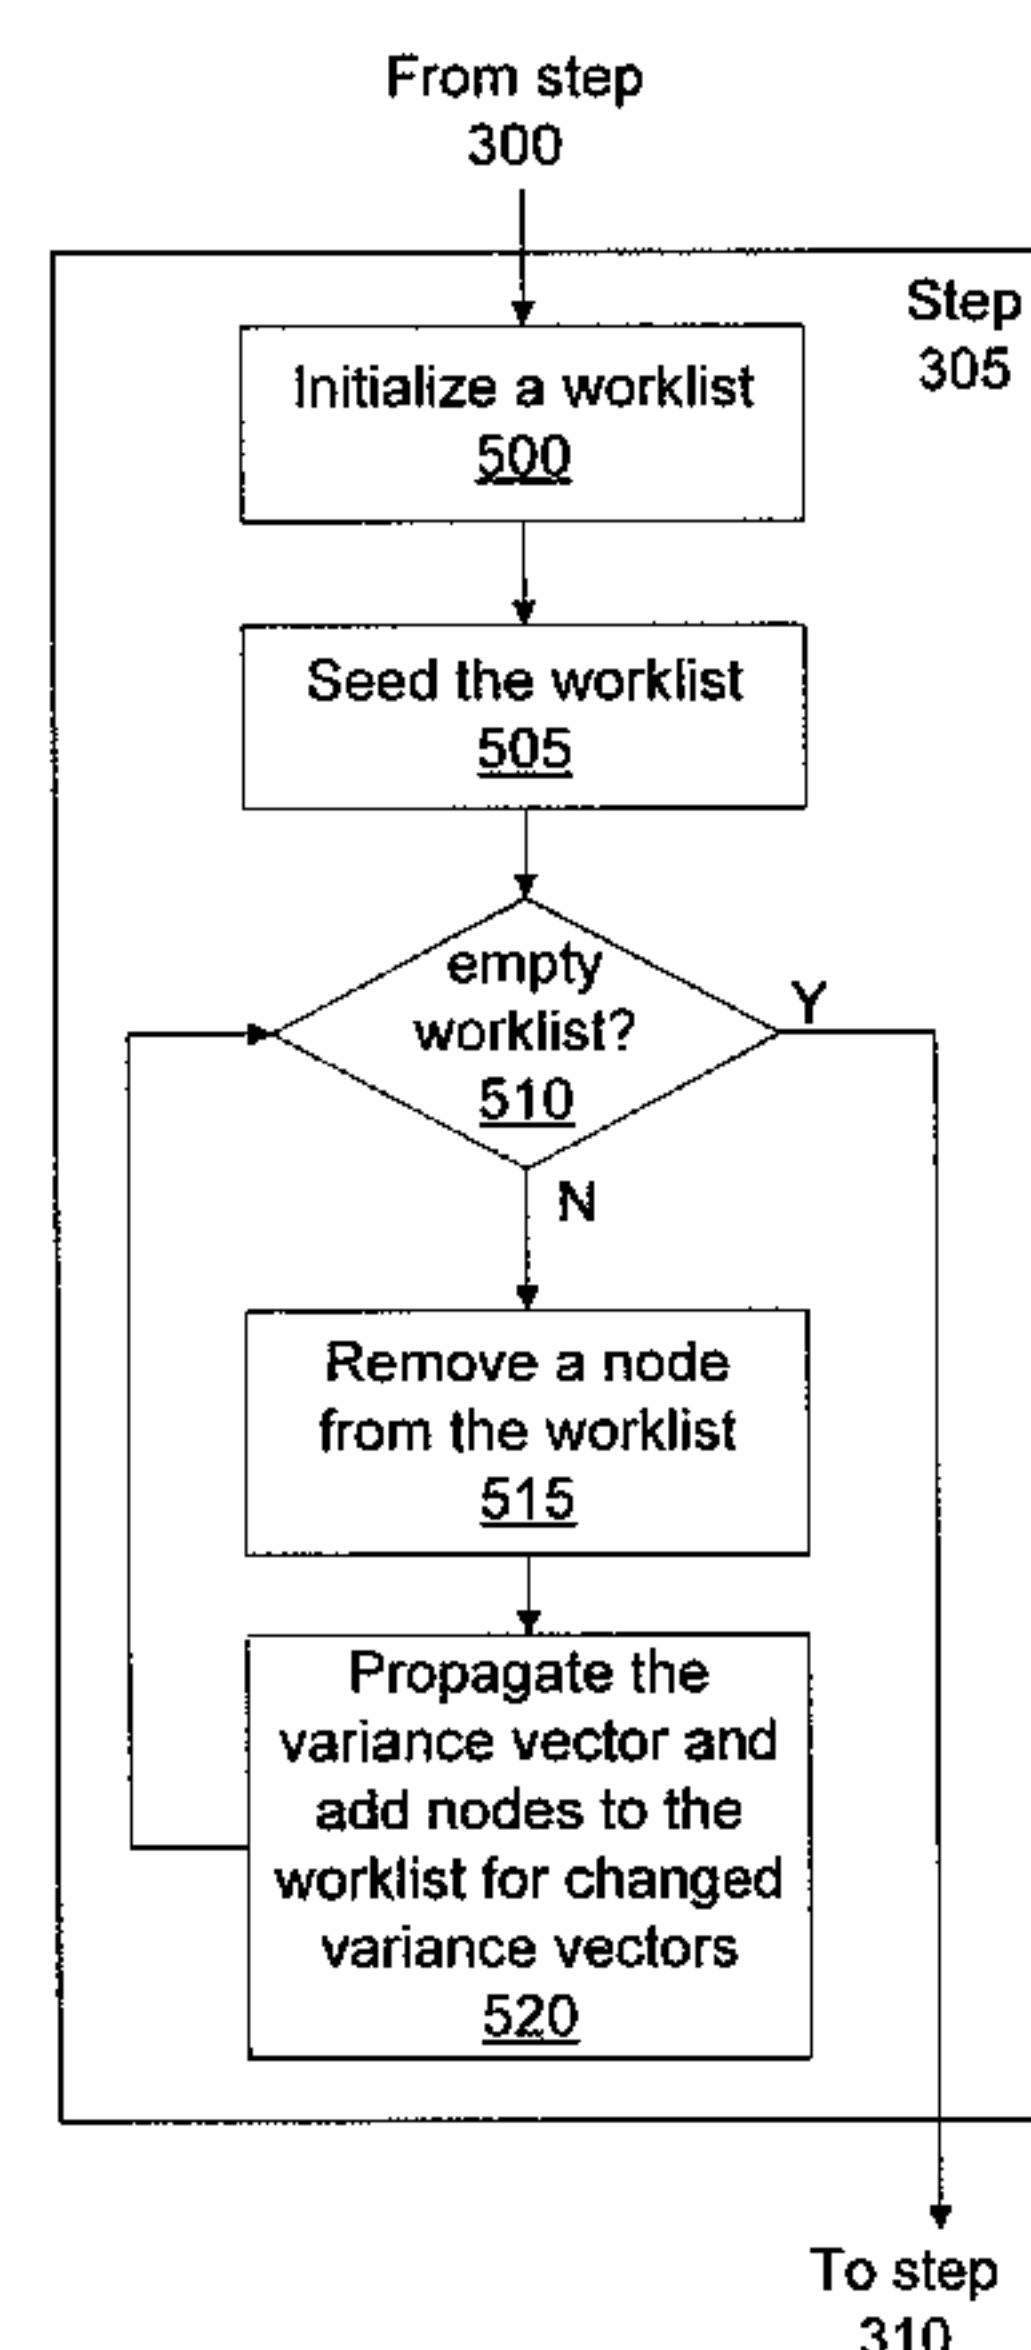 From step
300
Step
305
Initialize a worklist
500
Seed the worklist
505
empty
worklist?
510
Y
N
Remove a node
from the worklist
515
Propagate the
variance vector and
add nodes to the
worklist for changed
variance vectors
520
To step
310